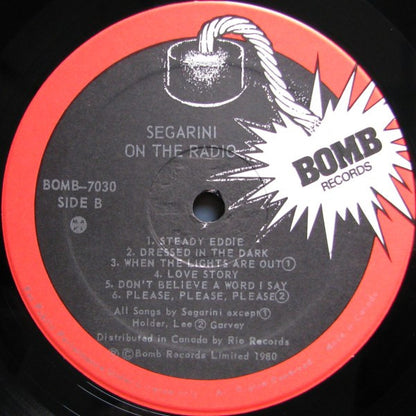 SEGARINI
ON THE RADIO
BOMB
RECORDS
BOMB-7030
SIDE B
1. STEADY EDDIE
2. DRESSED IN THE DARK
3. WHEN THE LIGHTS ARE OUT①
4. LOVE STORY
5. DON'T BELIEVE A WORD I SAY
6. PLEASE, PLEASE, PLEASE②
All Songs by Segarini except①
Holder, Lee② Garvey
Distributed in Canada by Rio Records
Ⓟ Ⓒ Bomb Records Limited 1980